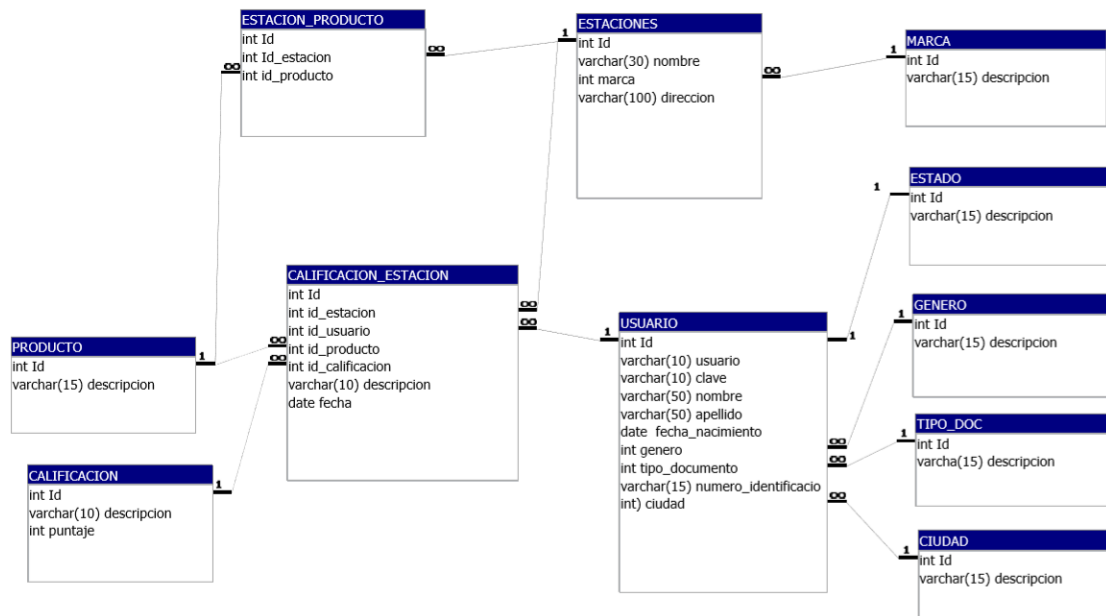 ESTACION_PRODUCTO
int Id
int Id_estacion
int id_producto
ESTACIONES
int Id
varchar(30) nombre
int marca
varchar(100) direccion
MARCA
int Id
varchar(15) descripcion
ESTADO
int Id
varchar(15) descripcion
CALIFICACION_ESTACION
int Id
int id_estacion
int id_usuario
int id_producto
int id_calificacion
varchar(10) descripcion
date fecha
GENERO
int Id
varchar(15) descripcion
USUARIO
int Id
varchar(10) usuario
varchar(10) clave
varchar(50) nombre
varchar(50) apellido
date fecha_nacimiento
int genero
int tipo_documento
varchar(15) numero_identificacio
int) ciudad
PRODUCTO
int Id
varchar(15) descripcion
TIPO_DOC
int Id
varcha(15) descripcion
CALIFICACION
int Id
varchar(10) descripcion
int puntaje
CIUDAD
int Id
varchar(15) descripcion
1
∞
∞
1
∞
1
1
1
∞
∞
1
1
∞
∞
1
1
∞
∞
1
∞
1
1